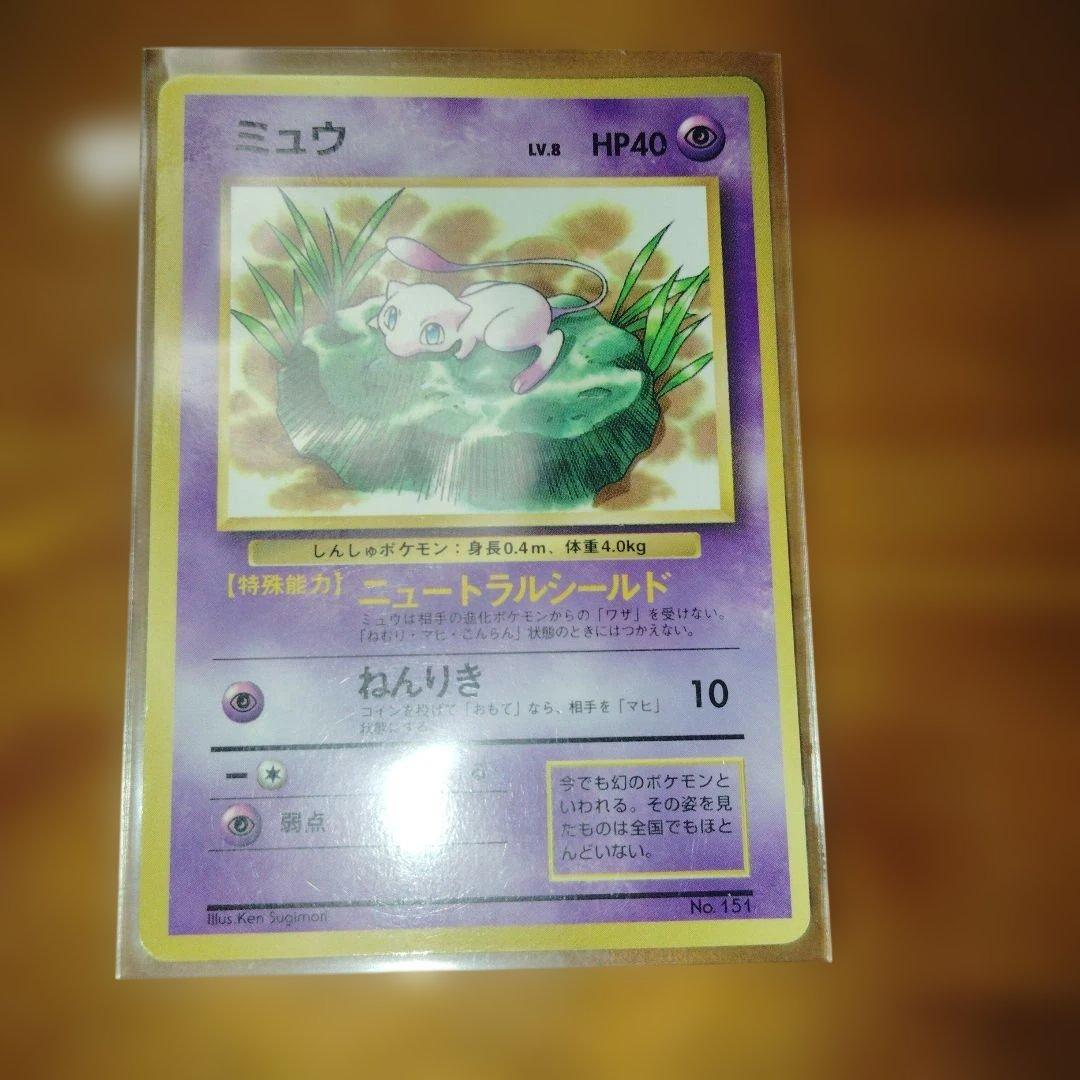 ミュウ LV.8 HP40
しんしゅポケモン：身長0.4m、体重4.0kg
【特殊能力】ニュートラルシールド
ミュウは相手の進化ポケモンからの「ワザ」を受けない。
「ねむり・マヒ・こんらん」状態のときにはつかえない。
ねんりき 10
コインを投げて「おもて」なら、相手を「マヒ」
状態にする。
ー
弱点
今でも幻のポケモンと
いわれる。その姿を見
たものは全国でもほと
んどいない。
Illus.Ken Sugimori
No.151